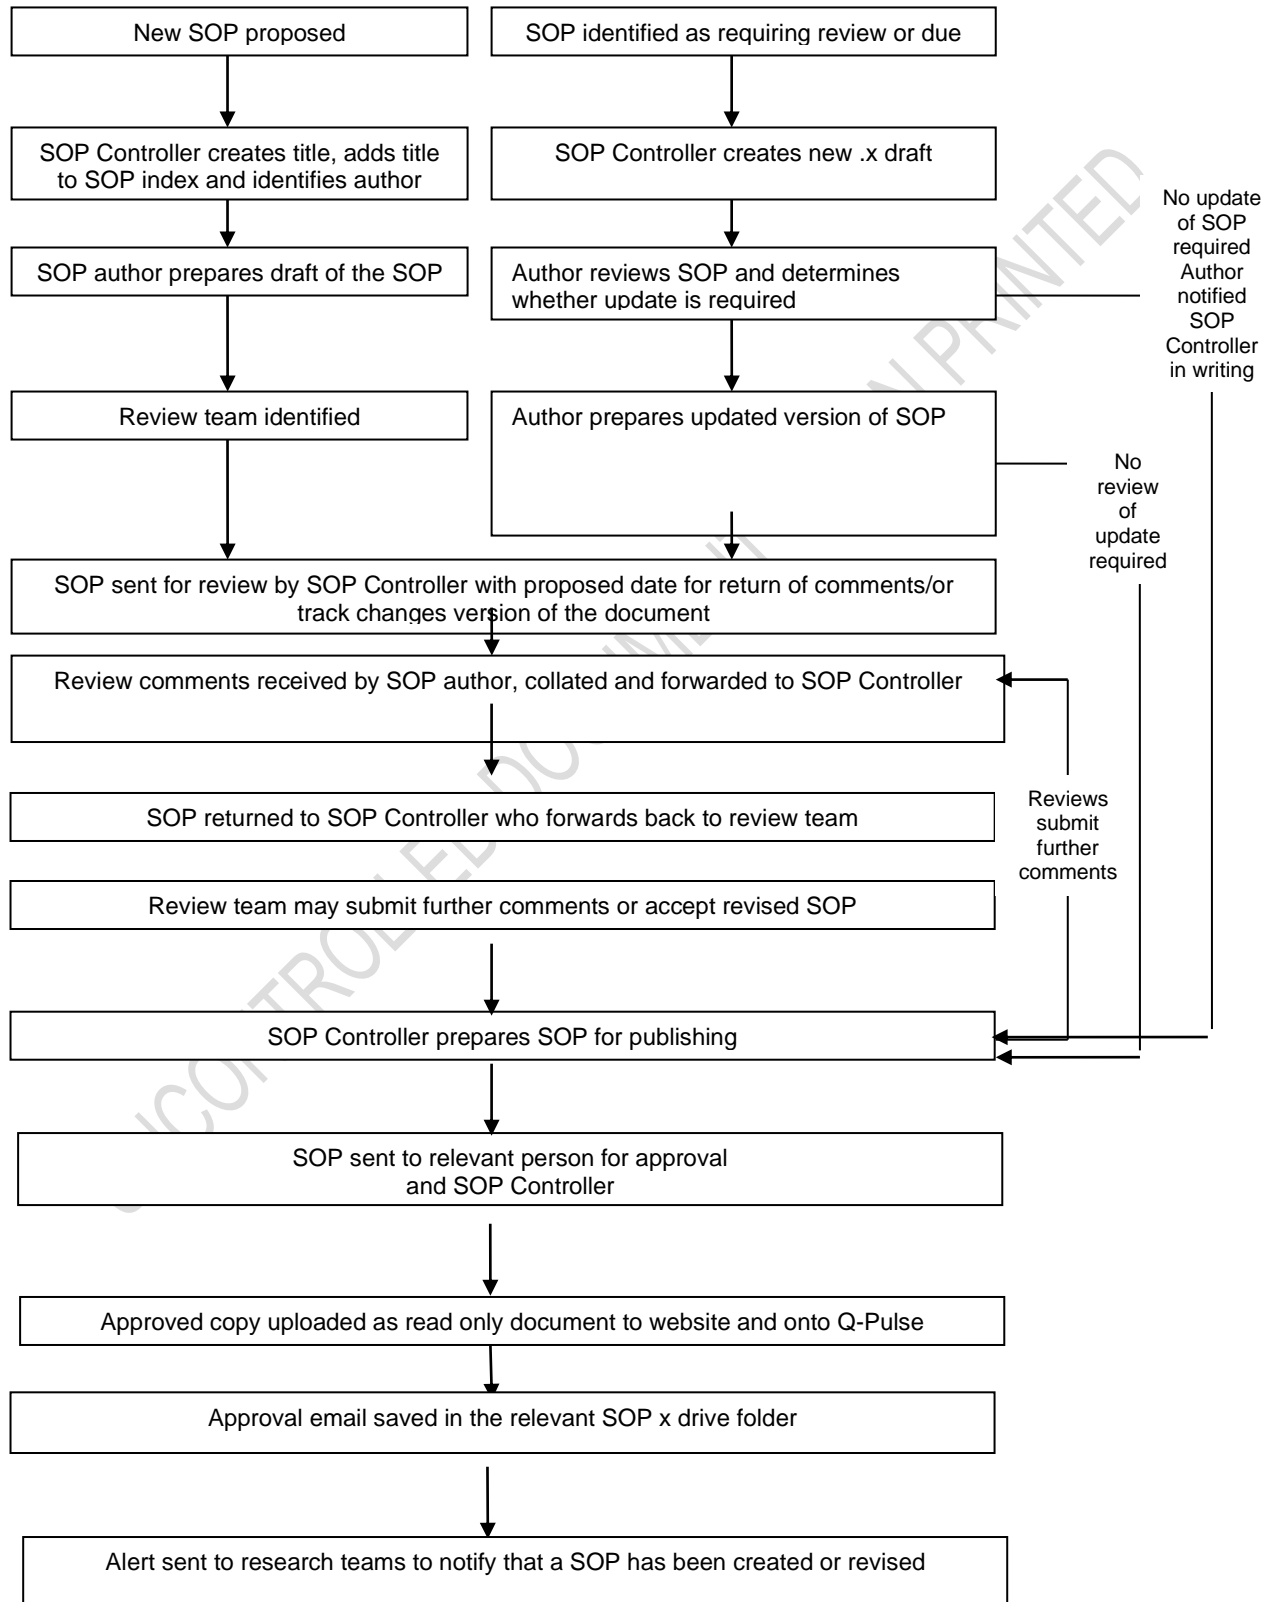 New SOP proposed
SOP identified as requiring review or due
SOP Controller creates title, adds title
to SOP index and identifies author
SOP Controller creates new .x draft
No update
of SOP
required
Author
notified
SOP
Controller
in writing
SOP author prepares draft of the SOP
Author reviews SOP and determines
whether update is required
Review team identified
Author prepares updated version of SOP
No
review
of
update
required
SOP sent for review by SOP Controller with proposed date for return of comments/or
track changes version of the document
Review comments received by SOP author, collated and forwarded to SOP Controller
SOP returned to SOP Controller who forwards back to review team
Reviews
submit
further
comments
Review team may submit further comments or accept revised SOP
SOP Controller prepares SOP for publishing
SOP sent to relevant person for approval
and SOP Controller
Approved copy uploaded as read only document to website and onto Q-Pulse
Approval email saved in the relevant SOP x drive folder
Alert sent to research teams to notify that a SOP has been created or revised
PRINTED